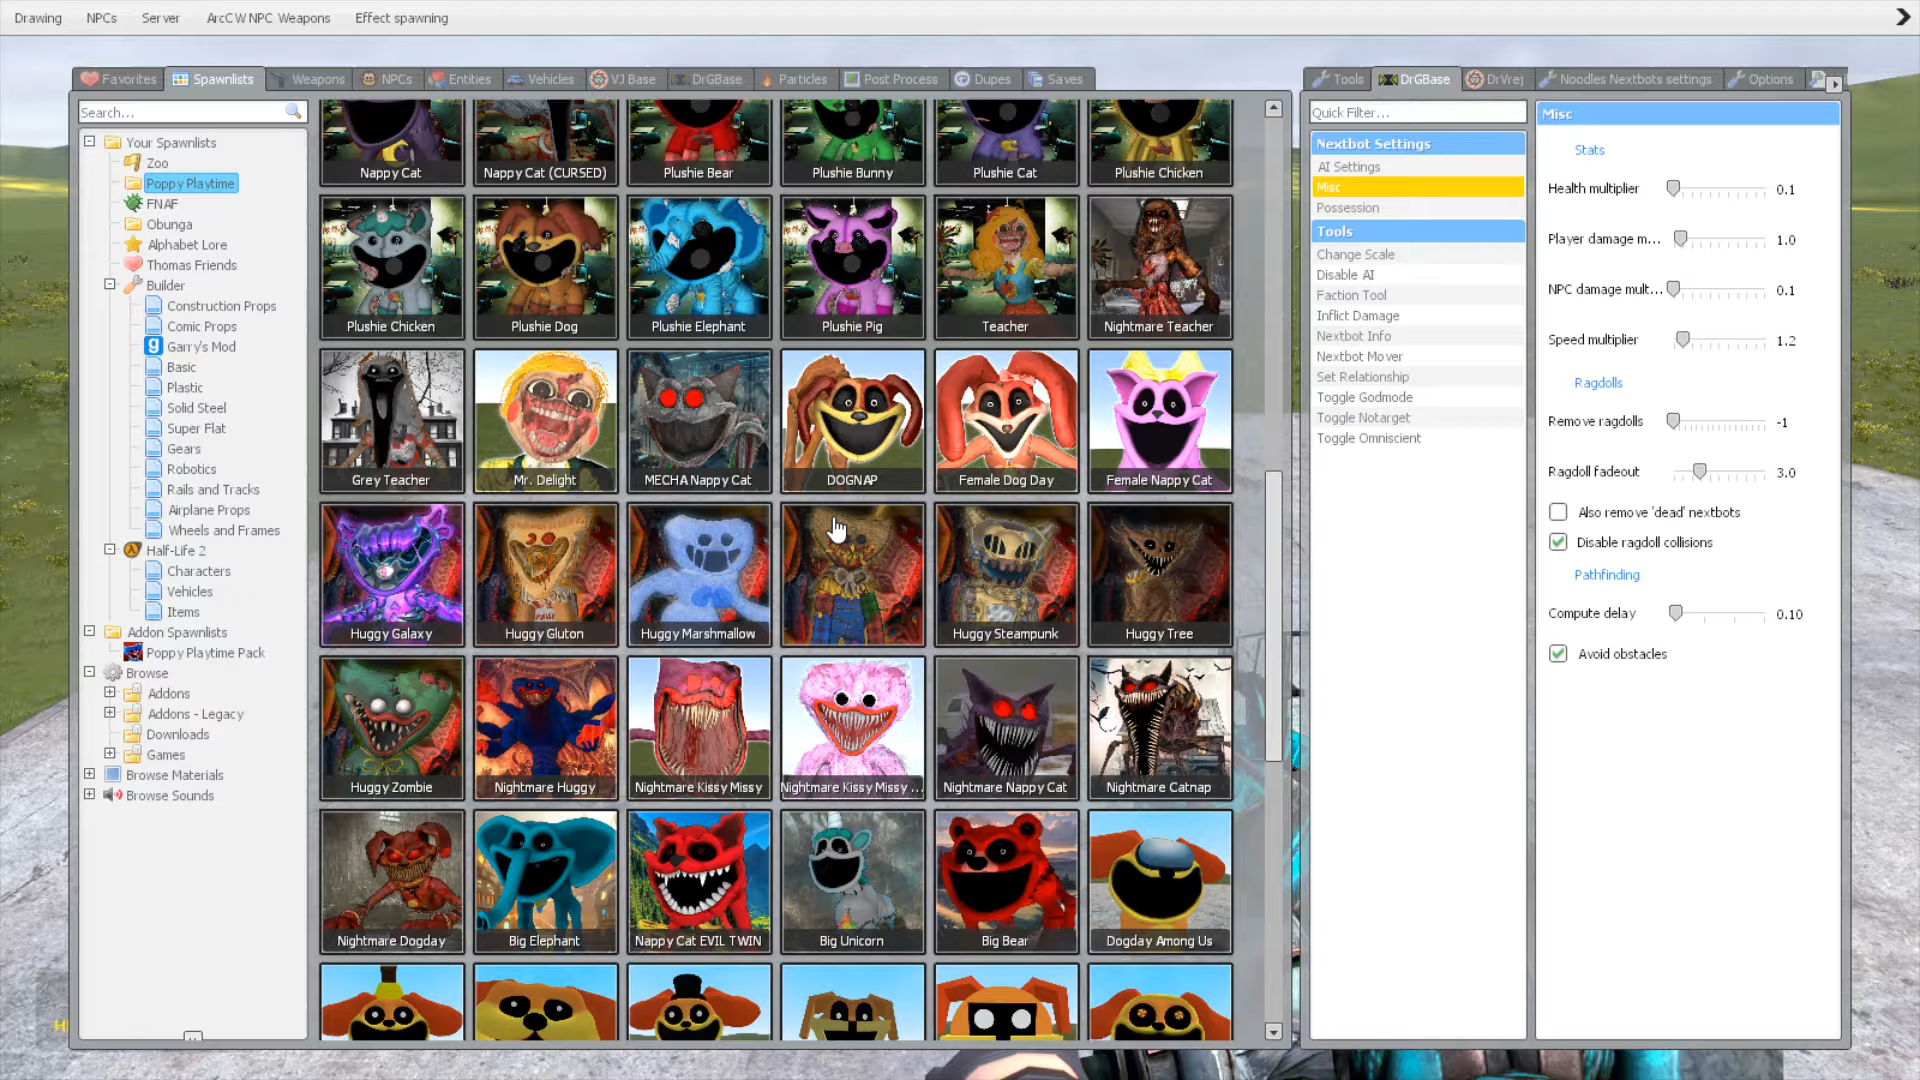 Drawing NPCs Server ArcCW NPC Weapons Effect spawning
Favorites Spawnlists Weapons NPCs Entities Vehicles VJ Base DrGBase Particles Post Process Dupes Saves
Search...
Your Spawnlists
Zoo
Poppy Playtime
FNAF
Obunga
Alphabet Lore
Thomas Friends
Builder
Construction Props
Comic Props
Garry's Mod
Basic
Plastic
Solid Steel
Super Flat
Gears
Robotics
Rails and Tracks
Airplane Props
Wheels and Frames
Half-Life 2
Characters
Vehicles
Items
Addon Spawnlists
Poppy Playtime Pack
Browse
Addons
Addons - Legacy
Downloads
Games
Browse Materials
Browse Sounds
Nappy Cat Nappy Cat (CURSED) Plushie Bear Plushie Bunny Plushie Cat Plushie Chicken
Plushie Chicken Plushie Dog Plushie Elephant Plushie Pig Teacher Nightmare Teacher
Grey Teacher Mr. Delight MECHA Nappy Cat DOGNAP Female Dog Day Female Nappy Cat
Huggy Galaxy Huggy Gluton Huggy Marshmallow Huggy Steampunk Huggy Tree
Huggy Zombie Nightmare Huggy Nightmare Kissy Missy Nightmare Kissy Missy ... Nightmare Nappy Cat Nightmare Catnap
Nightmare Dogday Big Elephant Nappy Cat EVIL TWIN Big Unicorn Big Bear Dogday Among Us
Tools DrGBase DrVrej Noodles Nextbots settings Options
Quick Filter...
Nextbot Settings
AI Settings
Misc
Possession
Tools
Change Scale
Disable AI
Faction Tool
Inflict Damage
Nextbot Info
Nextbot Mover
Set Relationship
Toggle Godmode
Toggle Notarget
Toggle Omniscient
Misc
Stats
Health multiplier 0.1
Player damage m... 1.0
NPC damage mult... 0.1
Speed multiplier 1.2
Ragdolls
Remove ragdolls -1
Ragdoll fadeout 3.0
Also remove 'dead' nextbots
Disable ragdoll collisions
Pathfinding
Compute delay 0.10
Avoid obstacles